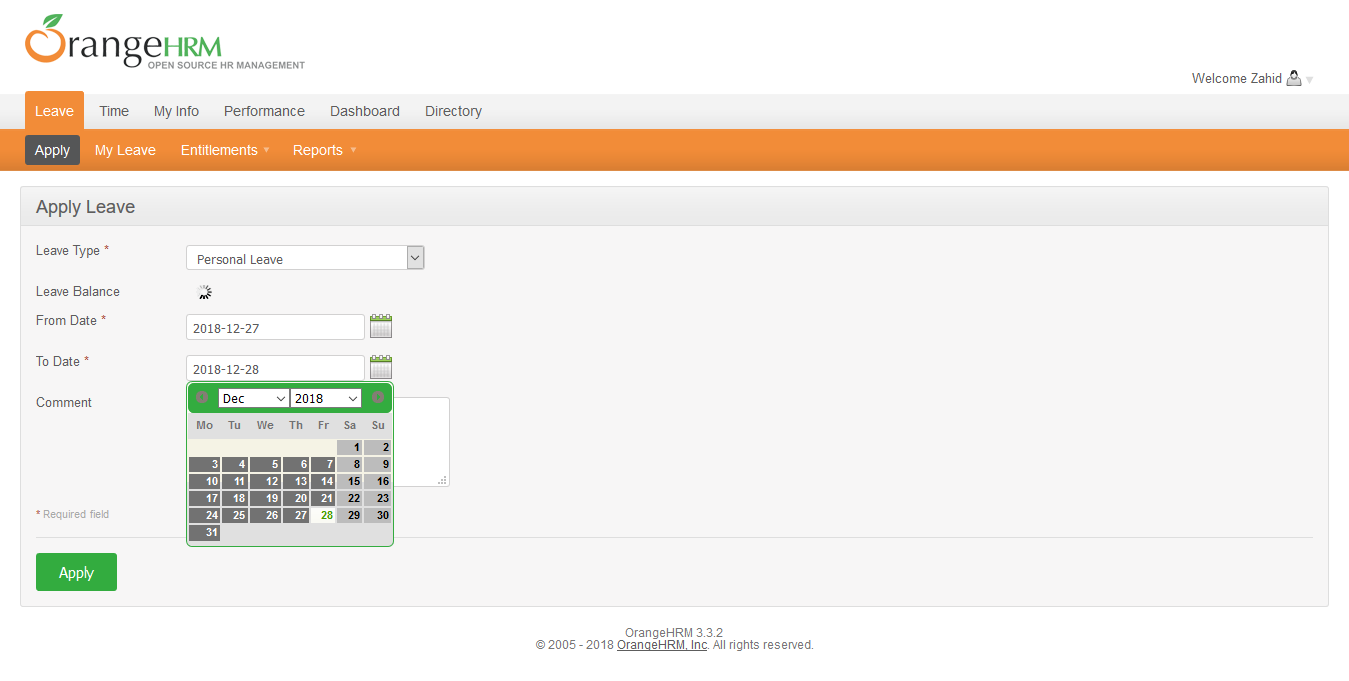 OrangeHRM
OPEN SOURCE HR MANAGEMENT
Welcome Zahid
Leave Time My Info Performance Dashboard Directory
Apply My Leave Entitlements Reports
Apply Leave
Leave Type * Personal Leave
Leave Balance
From Date * 2018-12-27
To Date * 2018-12-28
Comment
Dec 2018
Mo Tu We Th Fr Sa Su
1 2
3 4 5 6 7 8 9
10 11 12 13 14 15 16
17 18 19 20 21 22 23
24 25 26 27 28 29 30
31
* Required field
Apply
OrangeHRM 3.3.2
© 2005 - 2018 OrangeHRM, Inc. All rights reserved.